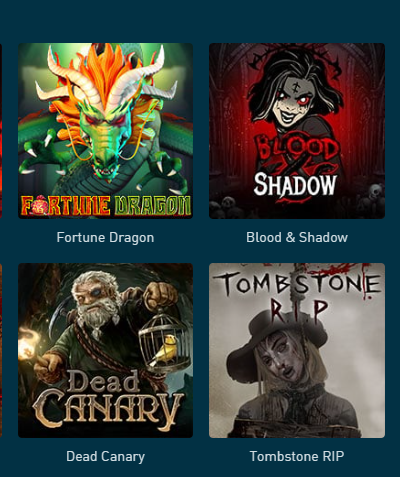 FORTUNE DRAGON
BLOOD
&
SHADOW
Fortune Dragon
Blood & Shadow
Dead
CANARY
TOMBSTONE
RIP
Dead Canary
Tombstone RIP